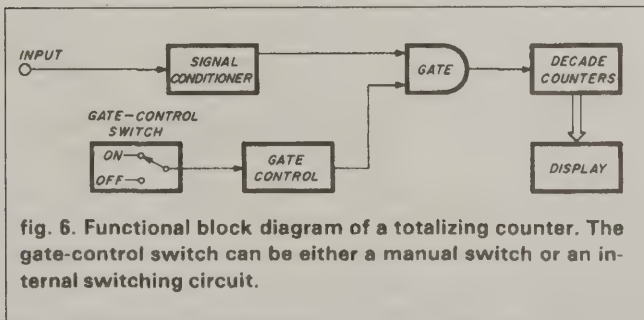 INPUT
SIGNAL
CONDITIONER
GATE
DECADE
COUNTERS
GATE-CONTROL
SWITCH
ON
OFF
GATE
CONTROL
DISPLAY
fig. 6. Functional block diagram of a totalizing counter. The
gate-control switch can be either a manual switch or an in-
ternal switching circuit.